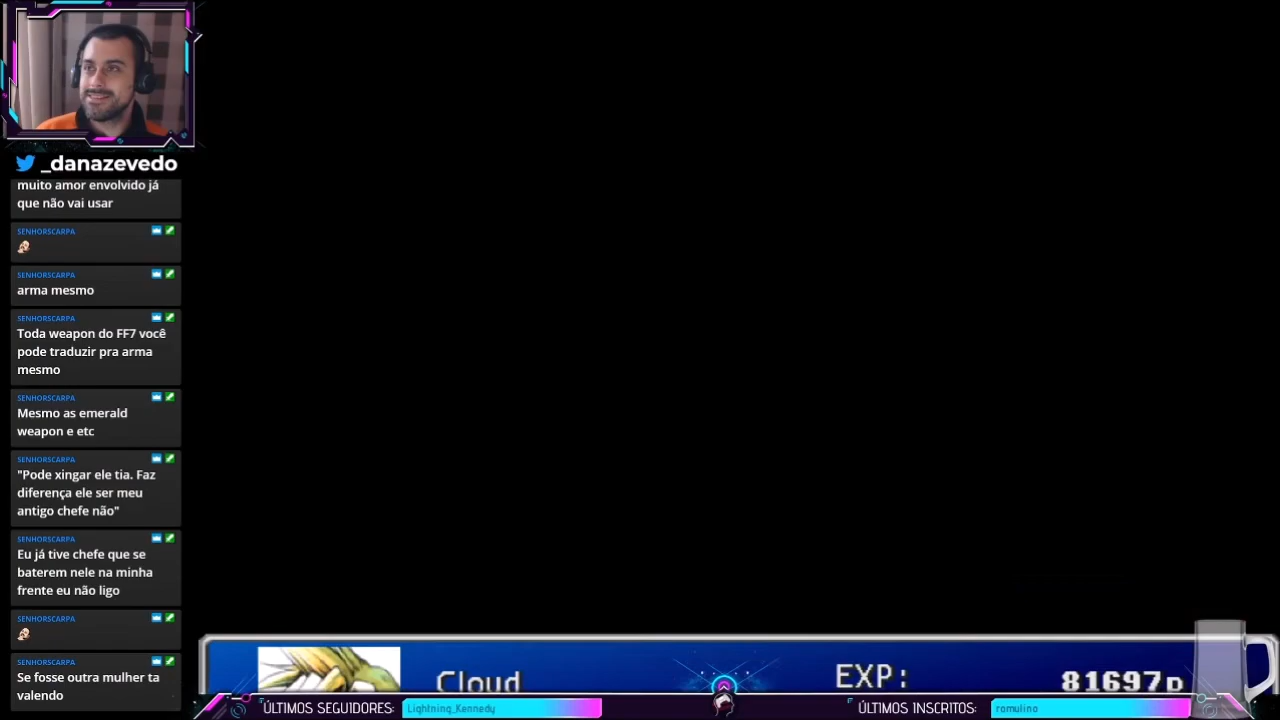 _danazevedo
muito amor envolvido já
que não vai usar
SENHORSCARPA
SENHORSCARPA
arma mesmo
SENHORSCARPA
Toda weapon do FF7 você
pode traduzir pra arma
mesmo
SENHORSCARPA
Mesmo as emerald
weapon e etc
SENHORSCARPA
"Pode xingar ele tia. Faz
diferença ele ser meu
antigo chefe não"
SENHORSCARPA
Eu já tive chefe que se
baterem nele na minha
frente eu não ligo
SENHORSCARPA
SENHORSCARPA
Se fosse outra mulher ta
valendo
Cloud
EXP:
81697p
ÚLTIMOS SEGUIDORES:
Lightning_Kennedy
ÚLTIMOS INSCRITOS:
romulino